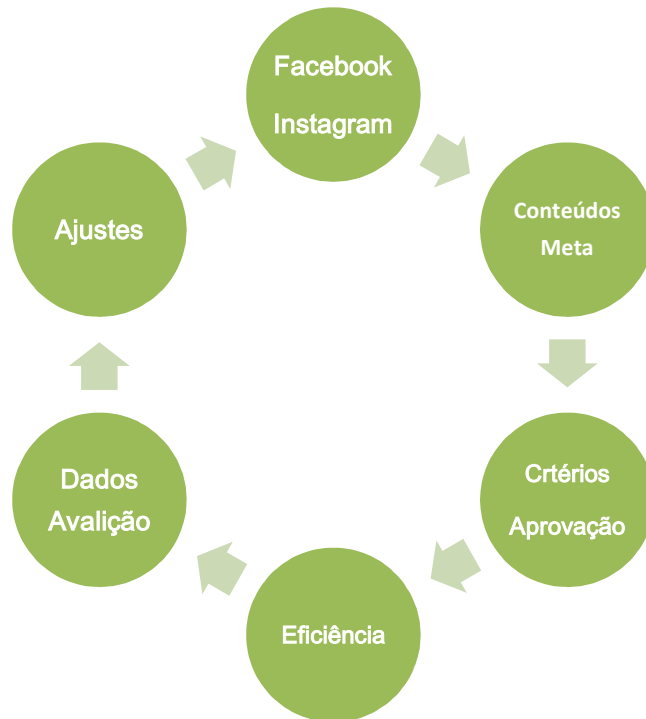 Facebook
Instagram
Conteúdos
Meta
Crtérios
Aprovação
Eficiência
Dados
Avalição
Ajustes